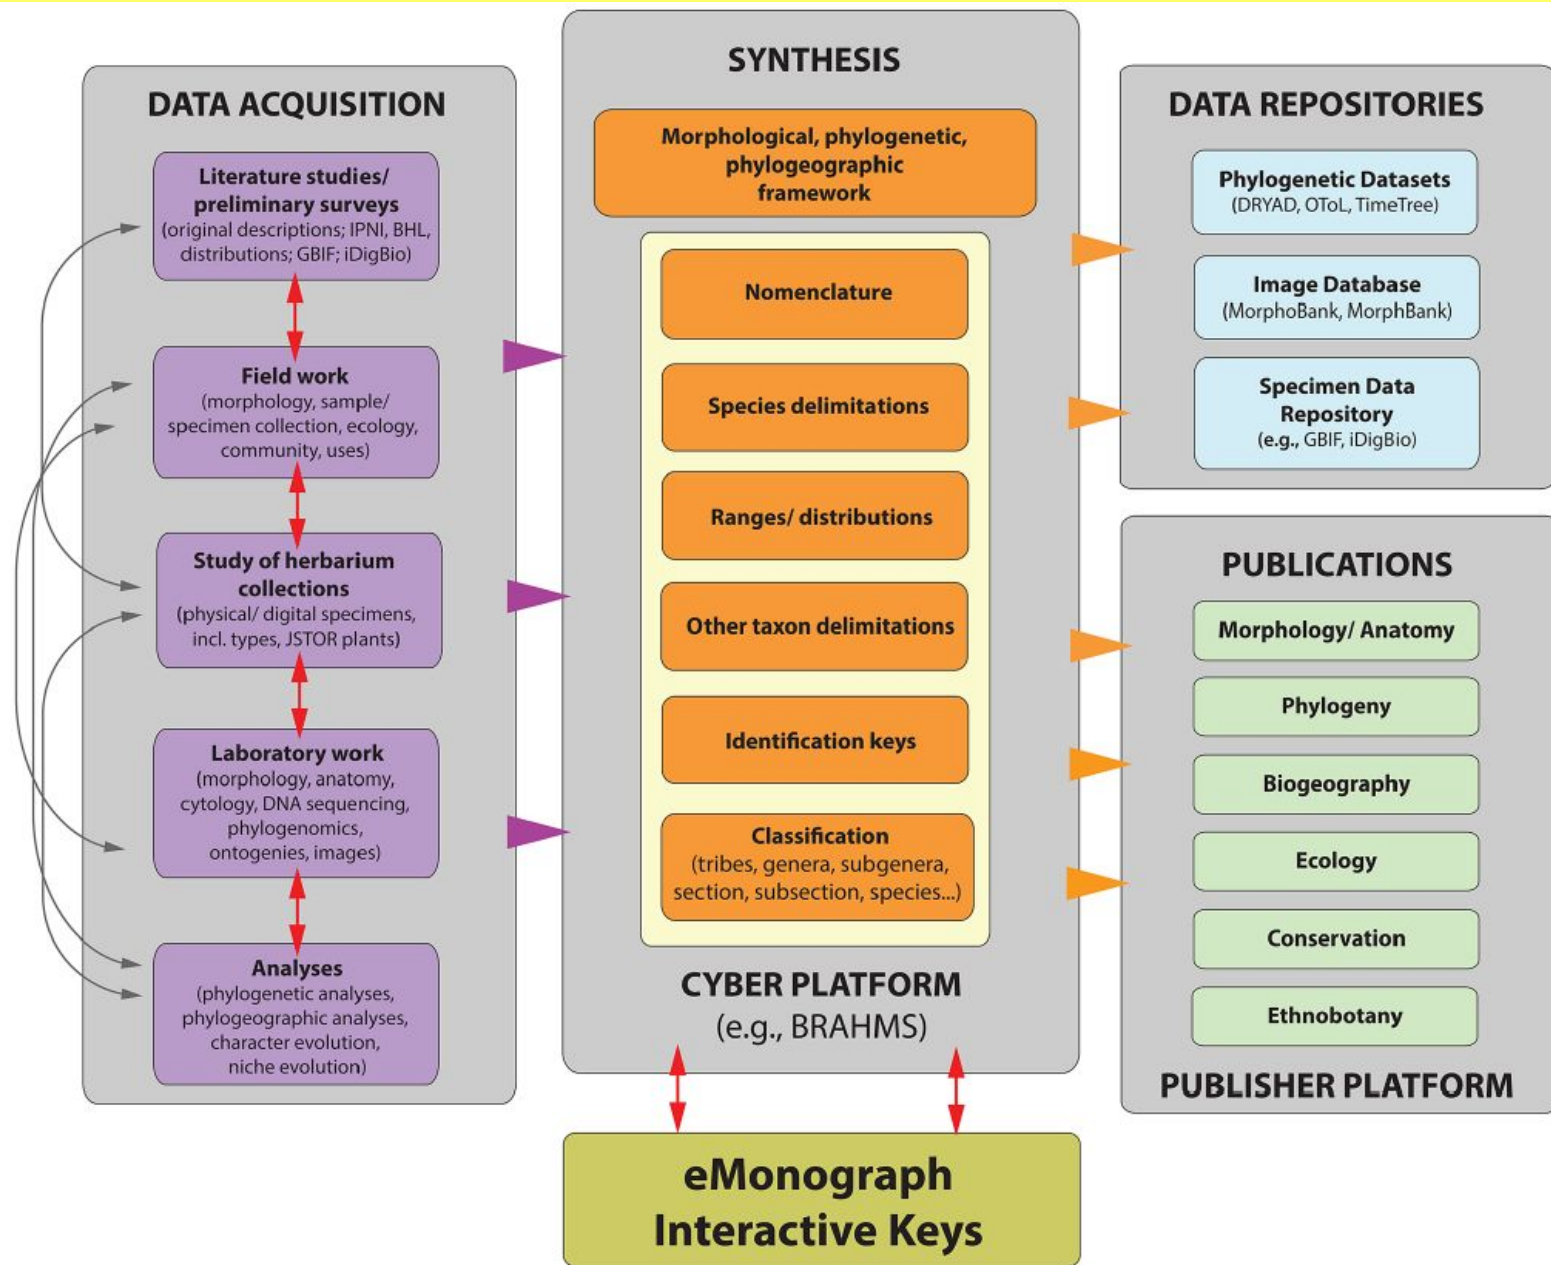 DATA ACQUISITION
Literature studies/
preliminary surveys
(original descriptions; IPNI, BHL,
distributions; GBIF; iDigBio)
Field work
(morphology, sample/
specimen collection, ecology,
community, uses)
Study of herbarium
collections
(physical/ digital specimens,
incl. types, JSTOR plants)
Laboratory work
(morphology, anatomy,
cytology, DNA sequencing,
phylogenomics,
ontogenies, images)
Analyses
(phylogenetic analyses,
phylogeographic analyses,
character evolution,
niche evolution)
SYNTHESIS
Morphological, phylogenetic,
phylogeographic
framework
Nomenclature
Species delimitations
Ranges/ distributions
Other taxon delimitations
Identification keys
Classification
(tribes, genera, subgenera,
section, subsection, species...)
CYBER PLATFORM
(e.g., BRAHMS)
eMonograph
Interactive Keys
DATA REPOSITORIES
Phylogenetic Datasets
(DRYAD, OToL, TimeTree)
Image Database
(MorphoBank, MorphBank)
Specimen Data
Repository
(e.g., GBIF, iDigBio)
PUBLICATIONS
Morphology/ Anatomy
Phylogeny
Biogeography
Ecology
Conservation
Ethnobotany
PUBLISHER PLATFORM